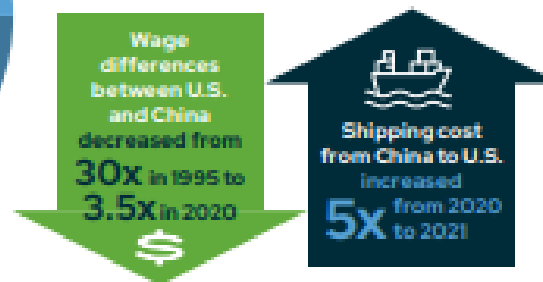 Wage
differences
between U.S.
and China
decreased from
30x in 1995 to
3.5x in 2020
$
Shipping cost
from China to U.S.
increased
5x from 2020
to 2021